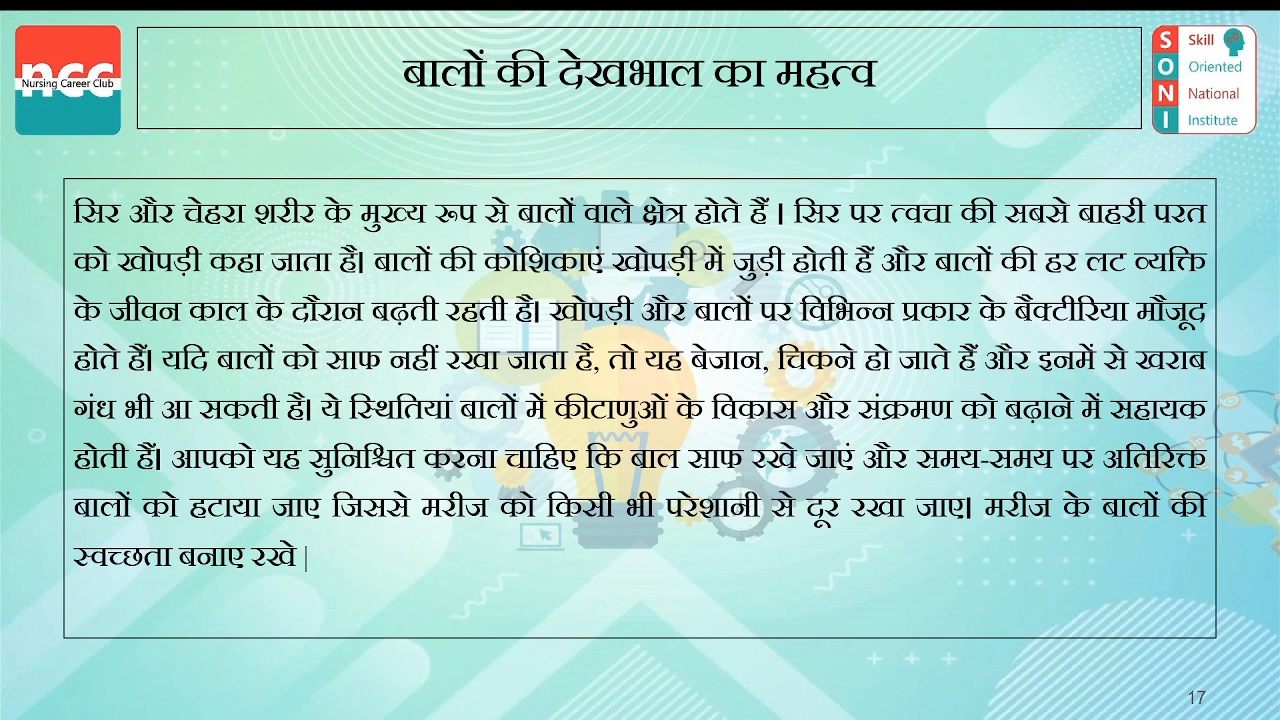 ncc
Nursing Career Club
बालों की देखभाल का महत्व
S Skill
O Oriented
N National
I Institute
सिर और चेहरा शरीर के मुख्य रूप से बालों वाले क्षेत्र होते हैं । सिर पर त्वचा की सबसे बाहरी परत
को खोपड़ी कहा जाता है। बालों की कोशिकाएं खोपड़ी में जुड़ी होती हैं और बालों की हर लट व्यक्ति
के जीवन काल के दौरान बढ़ती रहती है। खोपड़ी और बालों पर विभिन्न प्रकार के बैक्टीरिया मौजूद
होते हैं। यदि बालों को साफ नहीं रखा जाता है, तो यह बेजान, चिकने हो जाते हैं और इनमें से खराब
गंध भी आ सकती है। ये स्थितियां बालों में कीटाणुओं के विकास और संक्रमण को बढ़ाने में सहायक
होती हैं। आपको यह सुनिश्चित करना चाहिए कि बाल साफ रखे जाएं और समय-समय पर अतिरिक्त
बालों को हटाया जाए जिससे मरीज को किसी भी परेशानी से दूर रखा जाए। मरीज के बालों की
स्वच्छता बनाए रखे |
17